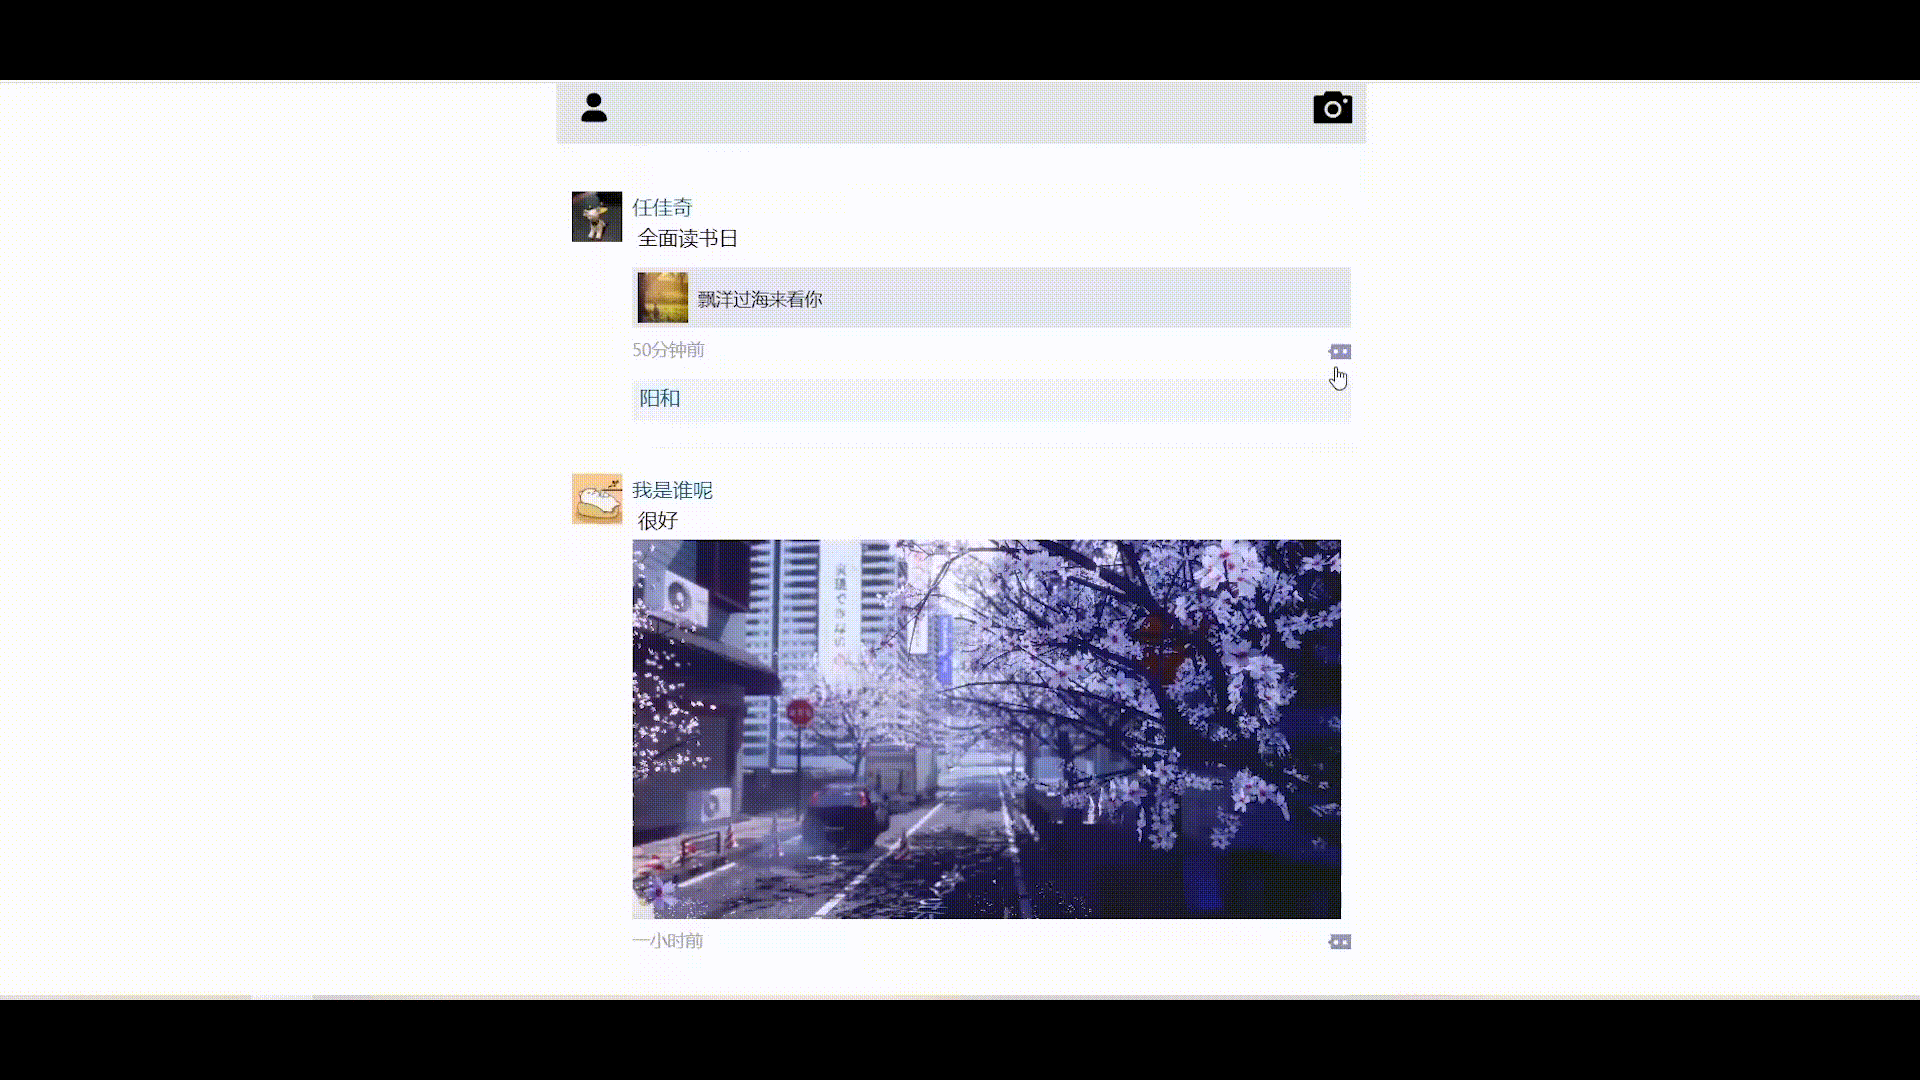 任佳奇
全面读书日
飘洋过海来看你
50分钟前
阳和
我是谁呢
很好
一小时前